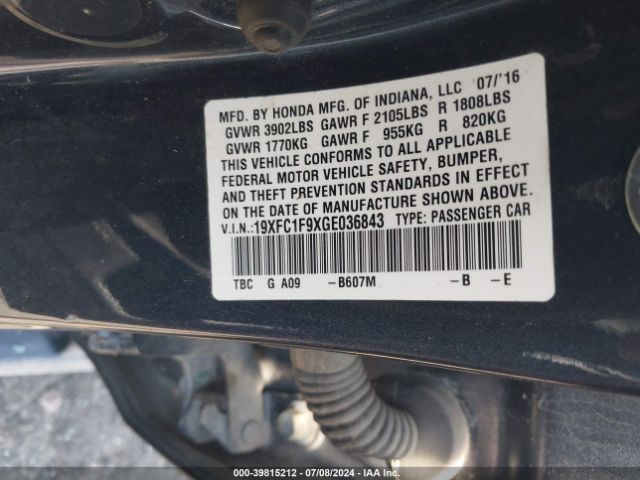 MFD. BY HONDA MFG. OF INDIANA, LLC 07/'16
GVWR 3902LBS GAWR F 2105LBS R 1808LBS
GVWR 1770KG GAWR F 955KG R 820KG
THIS VEHICLE CONFORMS TO ALL APPLICABLE
FEDERAL MOTOR VEHICLE SAFETY, BUMPER,
AND THEFT PREVENTION STANDARDS IN EFFECT
ON THE DATE OF MANUFACTURE SHOWN ABOVE.
V.I.N.:19XFC1F9XGE036843 TYPE: PASSENGER CAR
TBC G A09 -B607M -B -E
000-39815212 - 07/08/2024 - IAA Inc.